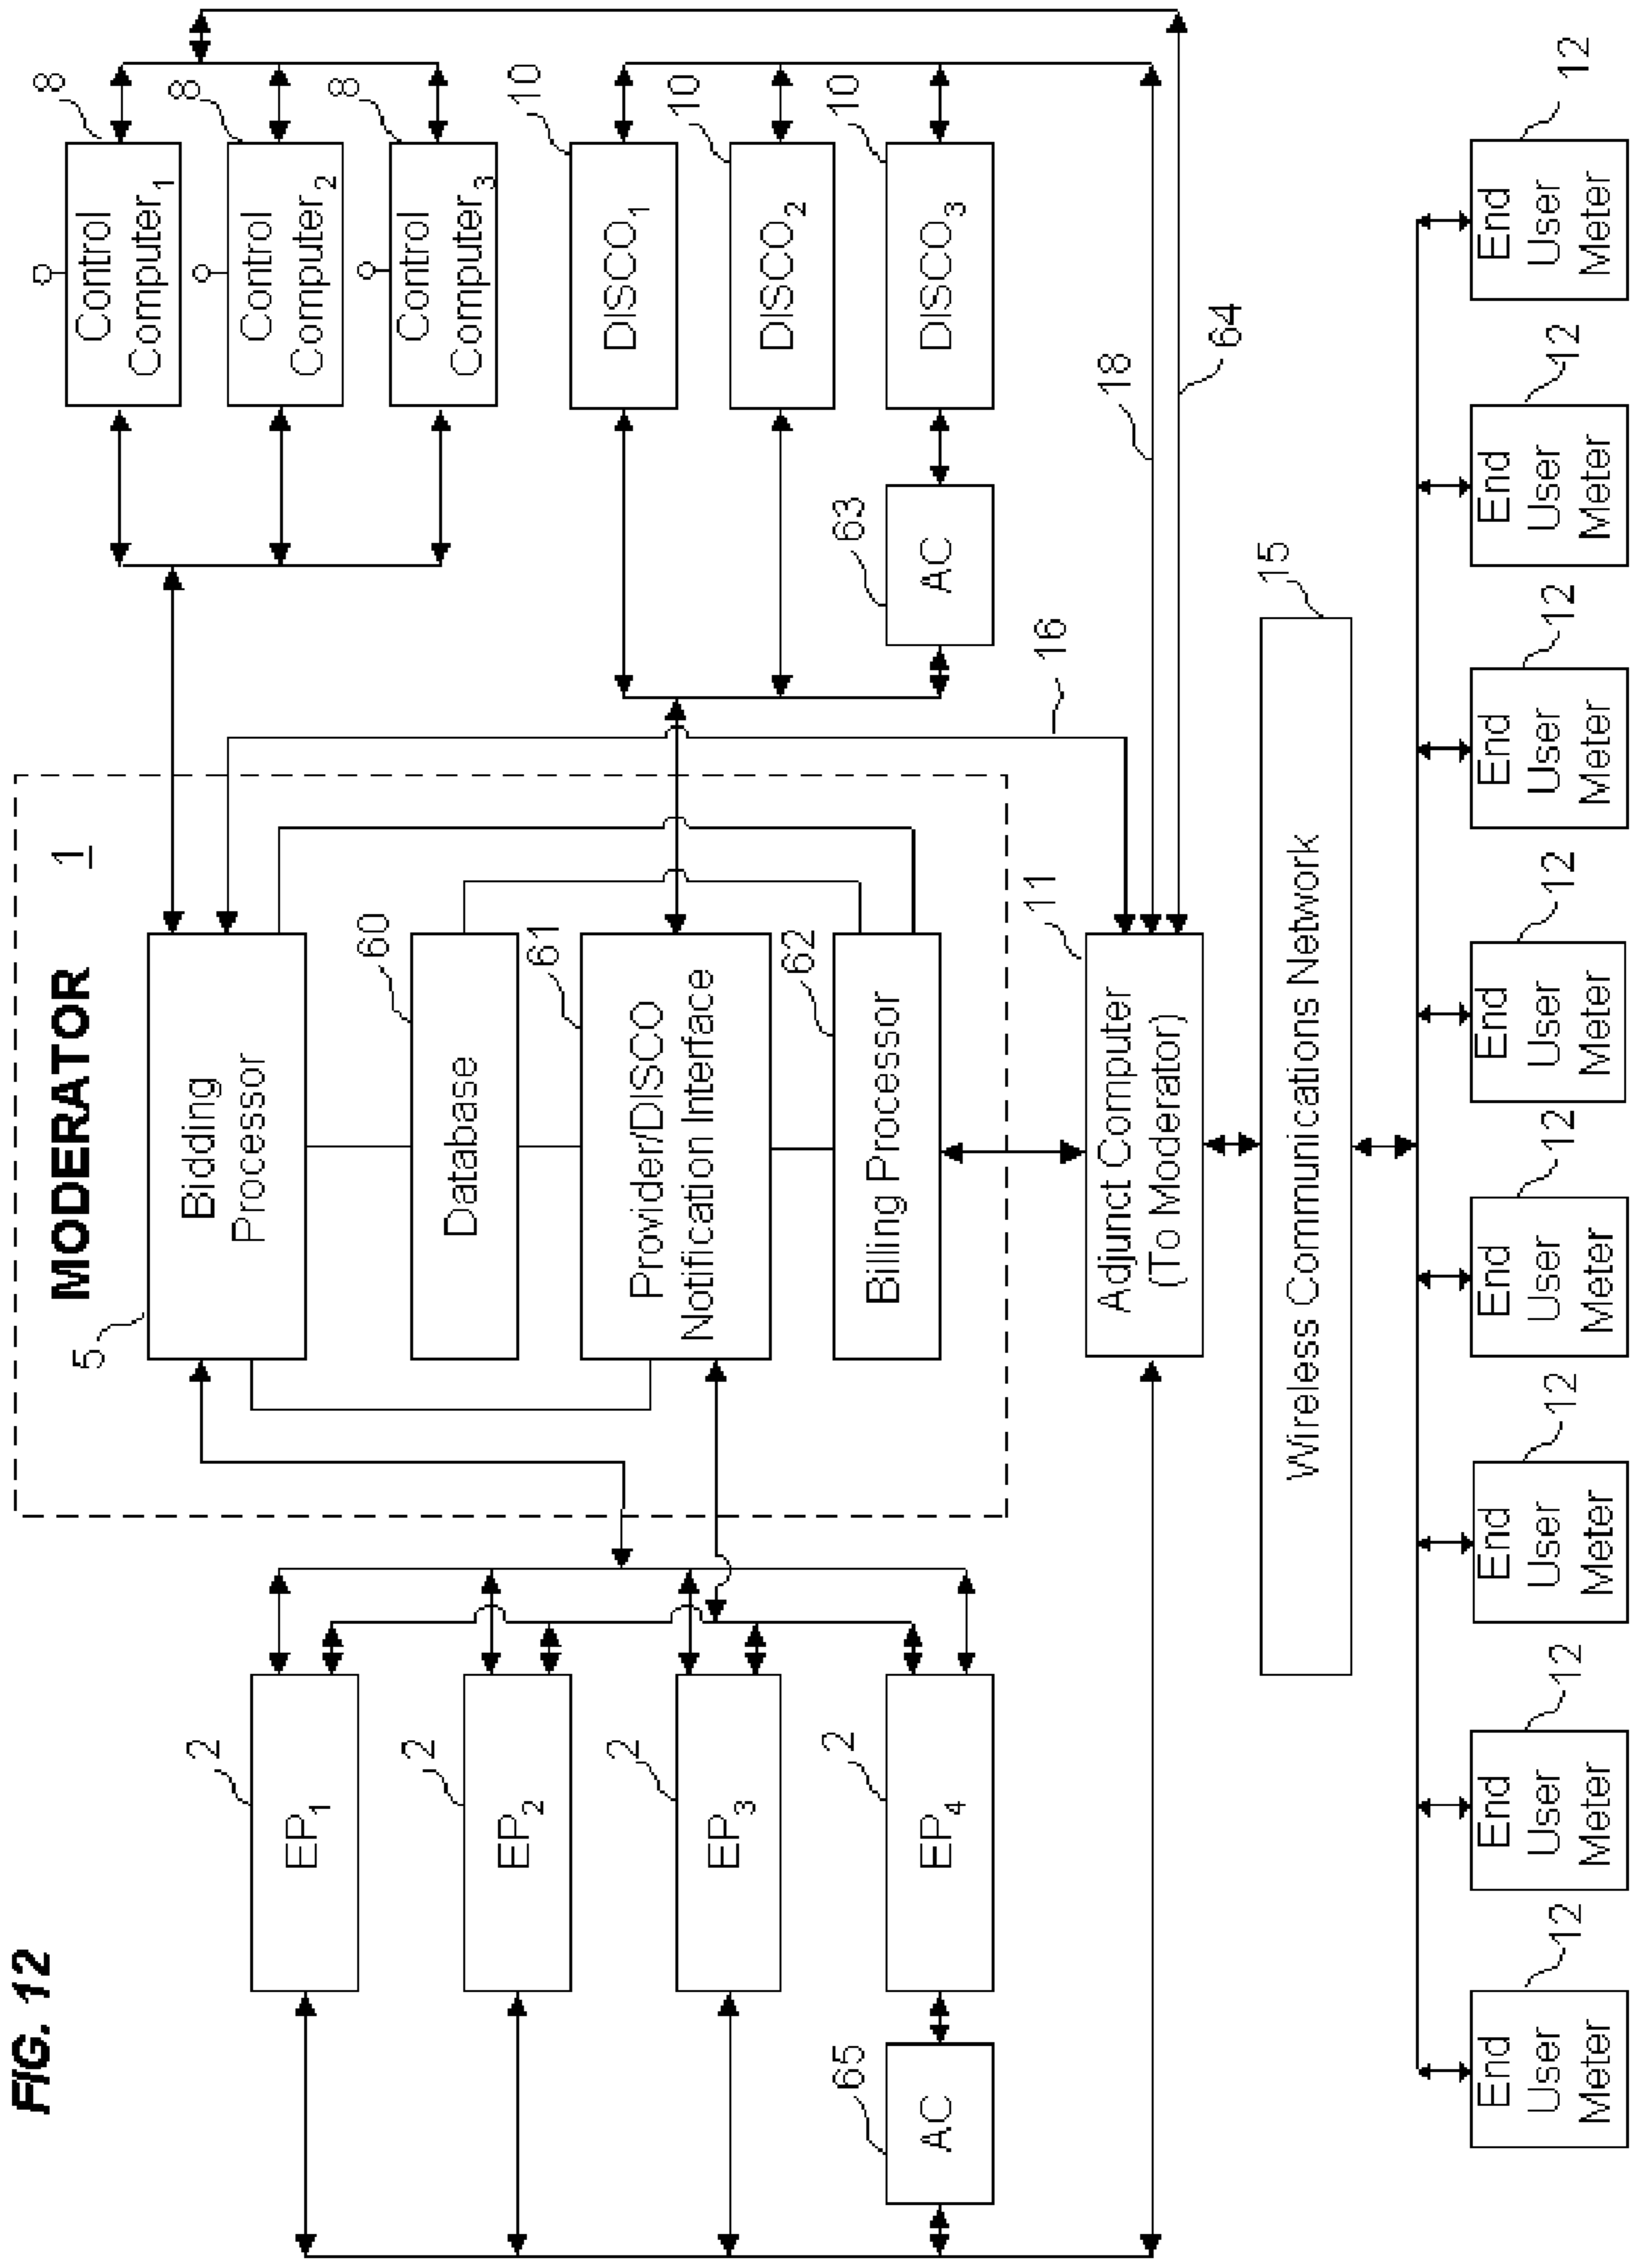 FIG. 12
MODERATOR
1
5
Bidding
Processor
60
Database
61
Provider/DISCO
Notification Interface
62
Billing Processor
2
EP1
2
EP2
2
EP3
2
EP4
65
AC
8
Control
Computer1
8
Control
Computer2
8
Control
Computer3
10
DISCO1
10
DISCO2
10
DISCO3
63
AC
16
18
64
11
Adjunct Computer
(To Moderator)
15
Wireless Communications Network
12
End
User
Meter
12
End
User
Meter
12
End
User
Meter
12
End
User
Meter
12
End
User
Meter
12
End
User
Meter
12
End
User
Meter
12
End
User
Meter